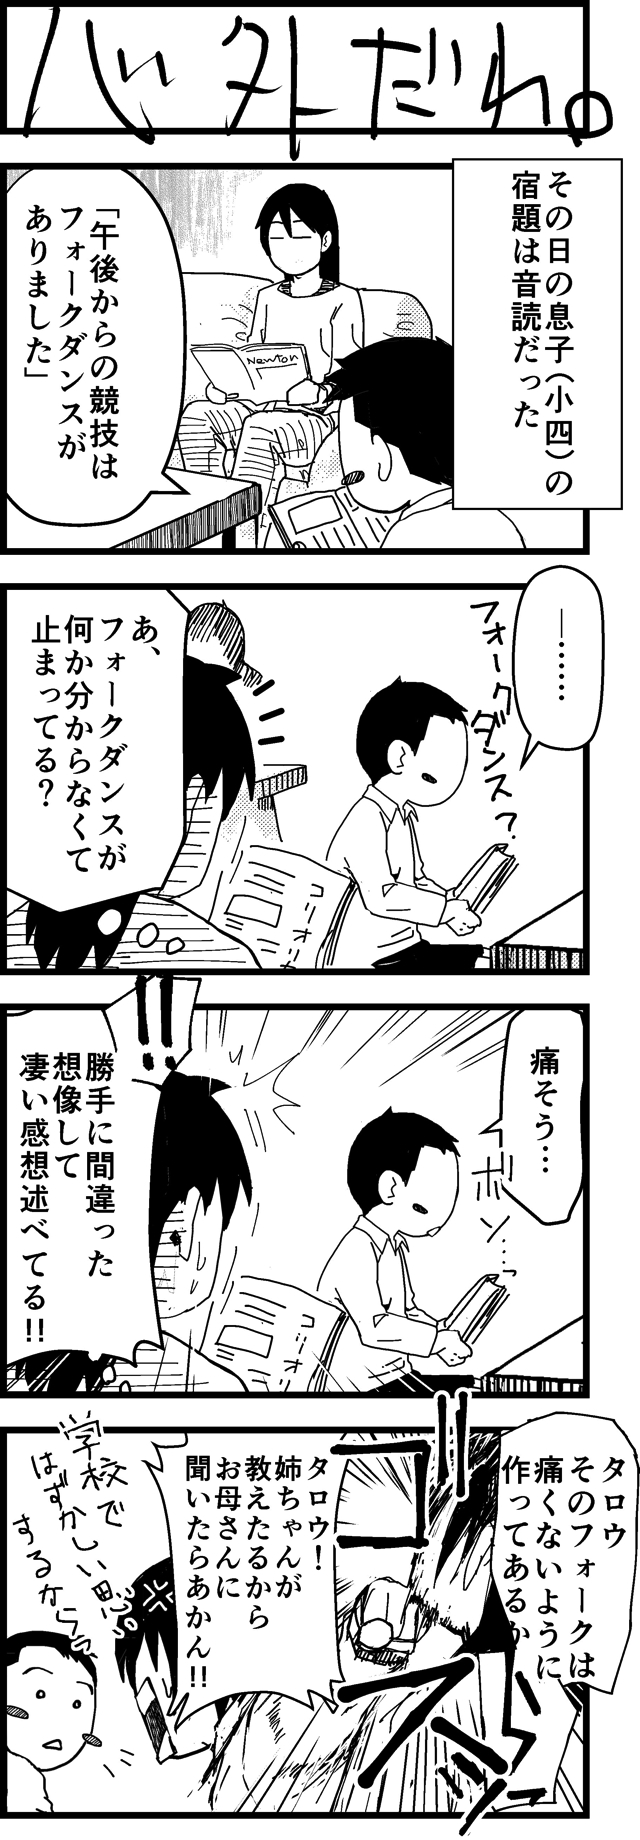 バ外だわ。
その日の息子(小四)の
宿題は音読だった
「午後からの競技は
フォークダンスが
ありました」
Newton
―……
フォークダンス?
あ、
フォークダンスが
何か分からなくて
止まってる?
コリオリ
痛そう…
ボソ…
!!
勝手に間違った
想像して
凄い感想述べてる!!
コリオリ
タロウ
そのフォークは
痛くないように
作ってあるか
ゴスッ
タロウ!
姉ちゃんが
教えたるから
お母さんに
聞いたらあかん!!
学校で
はずかしい思い
するから